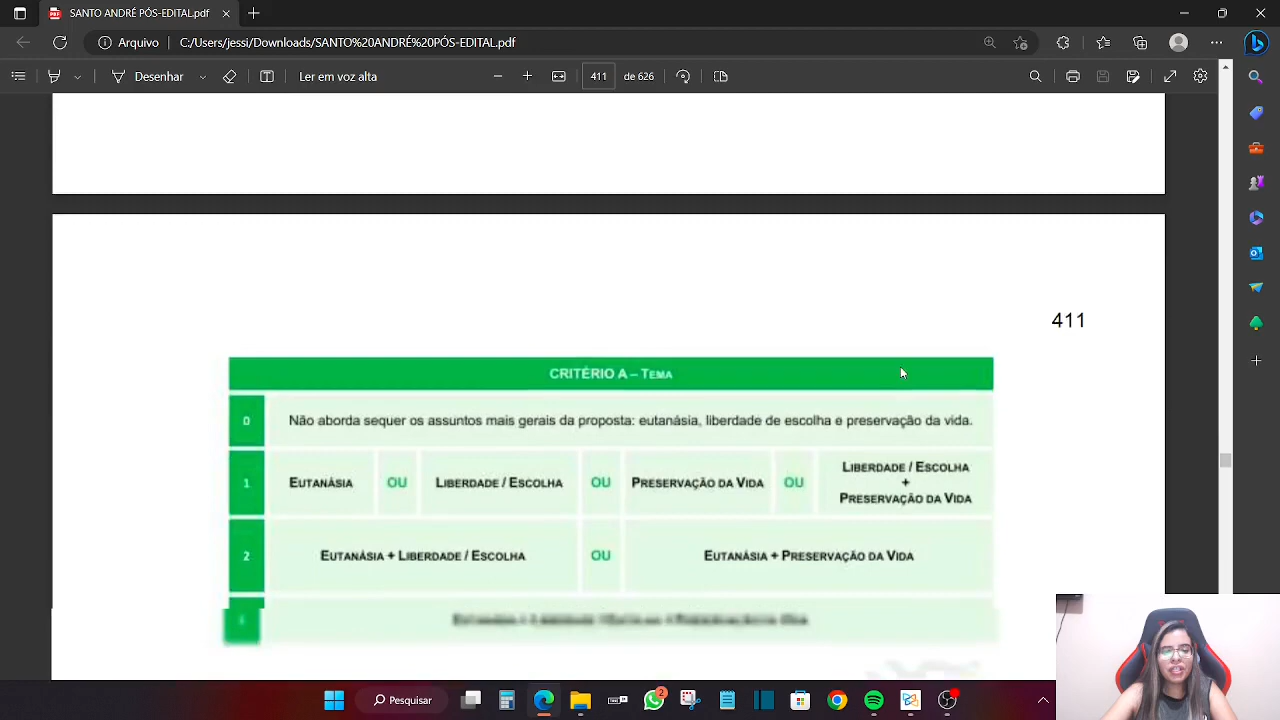 SANTO ANDRÉ PÓS-EDITAL.pdf
Arquivo C:/Users/jessi/Downloads/SANTO%20ANDRÉ%20PÓS-EDITAL.pdf
Desenhar Ler em voz alta 411 de 626
411
CRITÉRIO A – TEMA
0 Não aborda sequer os assuntos mais gerais da proposta: eutanásia, liberdade de escolha e preservação da vida.
1 EUTANÁSIA OU LIBERDADE / ESCOLHA OU PRESERVAÇÃO DA VIDA OU LIBERDADE / ESCOLHA
+
PRESERVAÇÃO DA VIDA
2 EUTANÁSIA + LIBERDADE / ESCOLHA OU EUTANÁSIA + PRESERVAÇÃO DA VIDA
Pesquisar 2